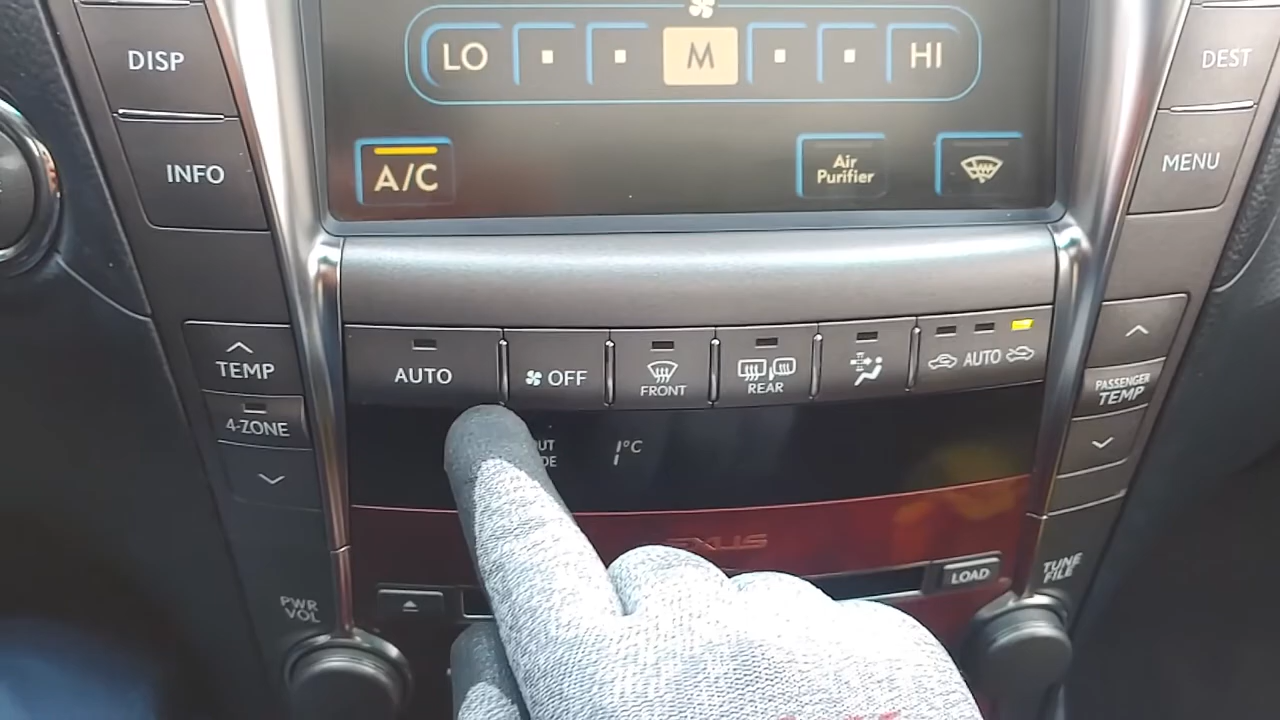 DISP
LO M HI
DEST
INFO
A/C
Air
Purifier
MENU
TEMP
AUTO
OFF
FRONT
REAR
AUTO
PASSENGER
TEMP
4-ZONE
1°C
LOAD
TUNE
FILE
PWR
VOL